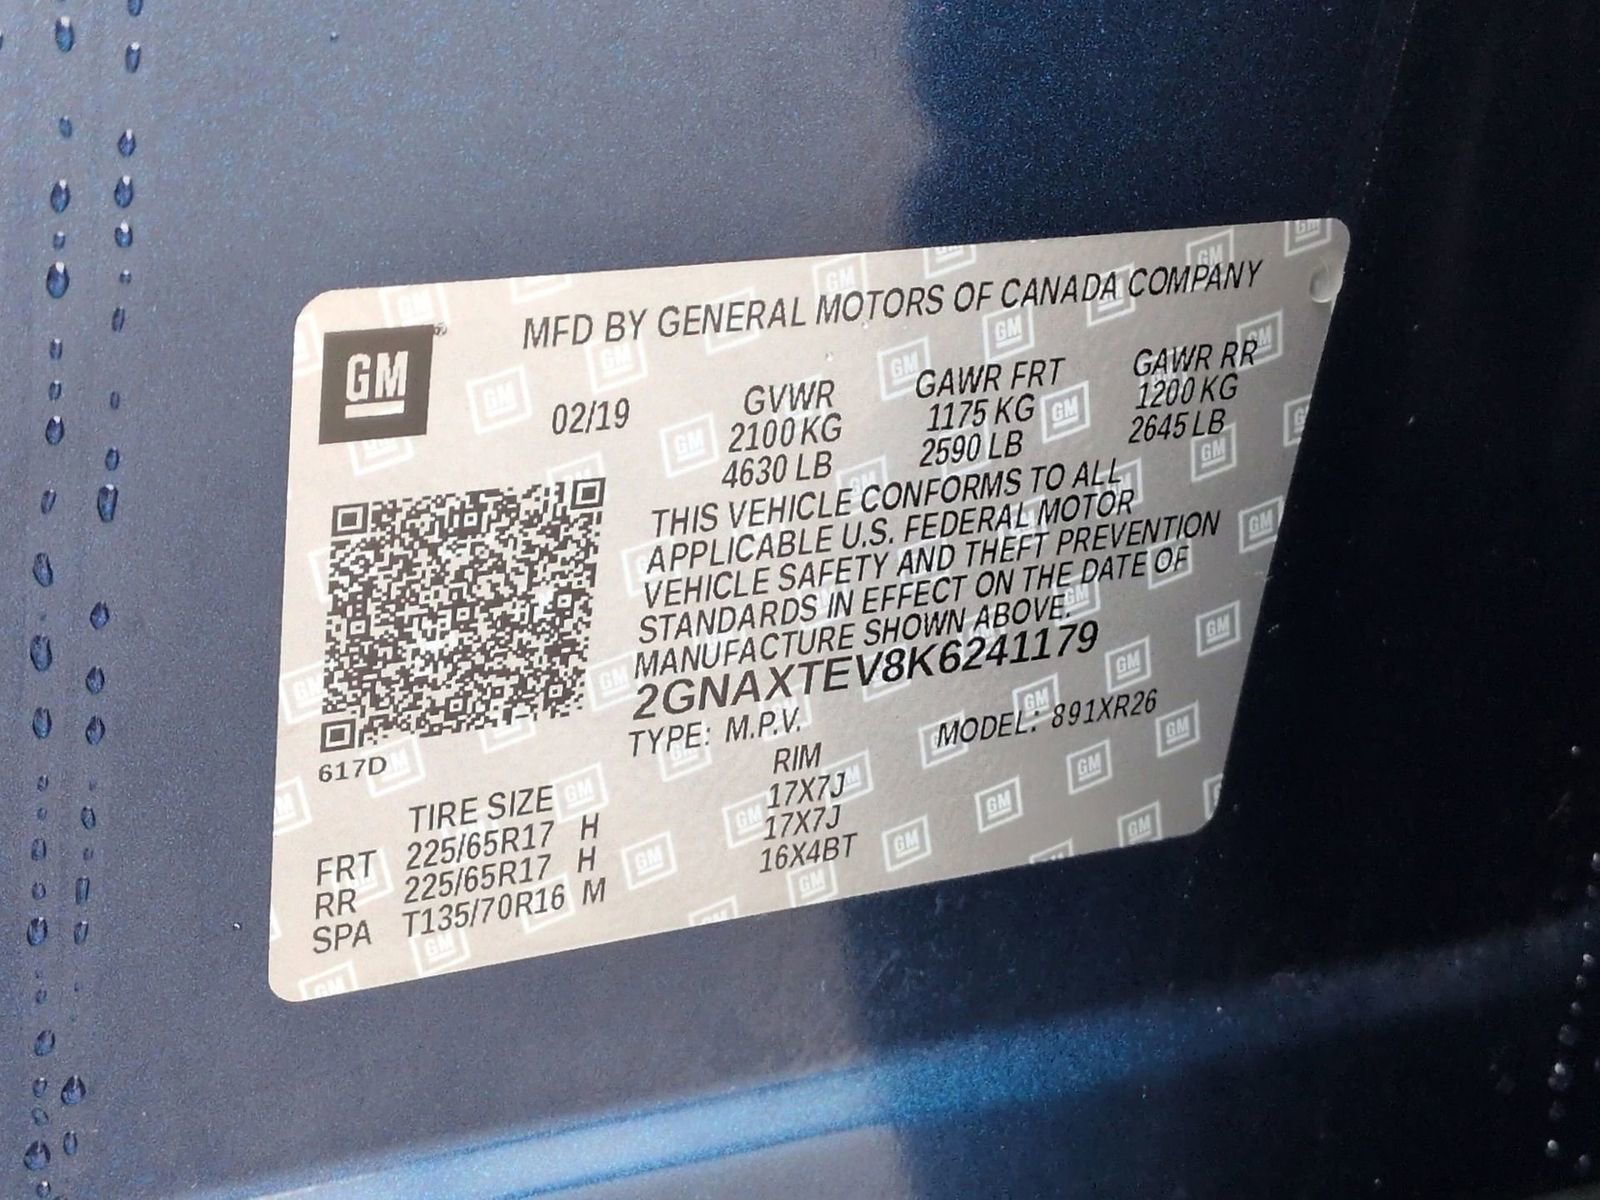 GM
MFD BY GENERAL MOTORS OF CANADA COMPANY
02/19
GVWR GAWR FRT GAWR RR
2100KG 1175 KG 1200 KG
4630 LB 2590 LB 2645 LB
THIS VEHICLE CONFORMS TO ALL
APPLICABLE U.S. FEDERAL MOTOR
VEHICLE SAFETY AND THEFT PREVENTION
STANDARDS IN EFFECT ON THE DATE OF
MANUFACTURE SHOWN ABOVE.
2GNAXTEV8K6241179
TYPE: M.P.V. MODEL: 891XR26
617D
TIRE SIZE RIM
FRT 225/65R17 H 17X7J
RR 225/65R17 H 17X7J
SPA T135/70R16 M 16X4BT